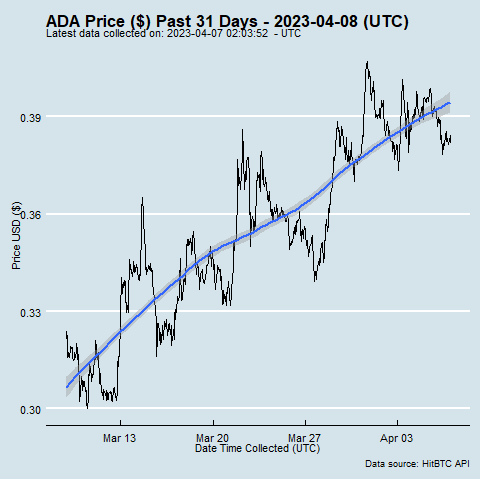 ADA Price ($) Past 31 Days - 2023-04-08 (UTC)
Latest data collected on: 2023-04-07 02:03:52 - UTC
0.39
0.36
0.33
0.30
Price USD ($)
Mar 13 Mar 20 Mar 27 Apr 03
Date Time Collected (UTC)
Data source: HitBTC API